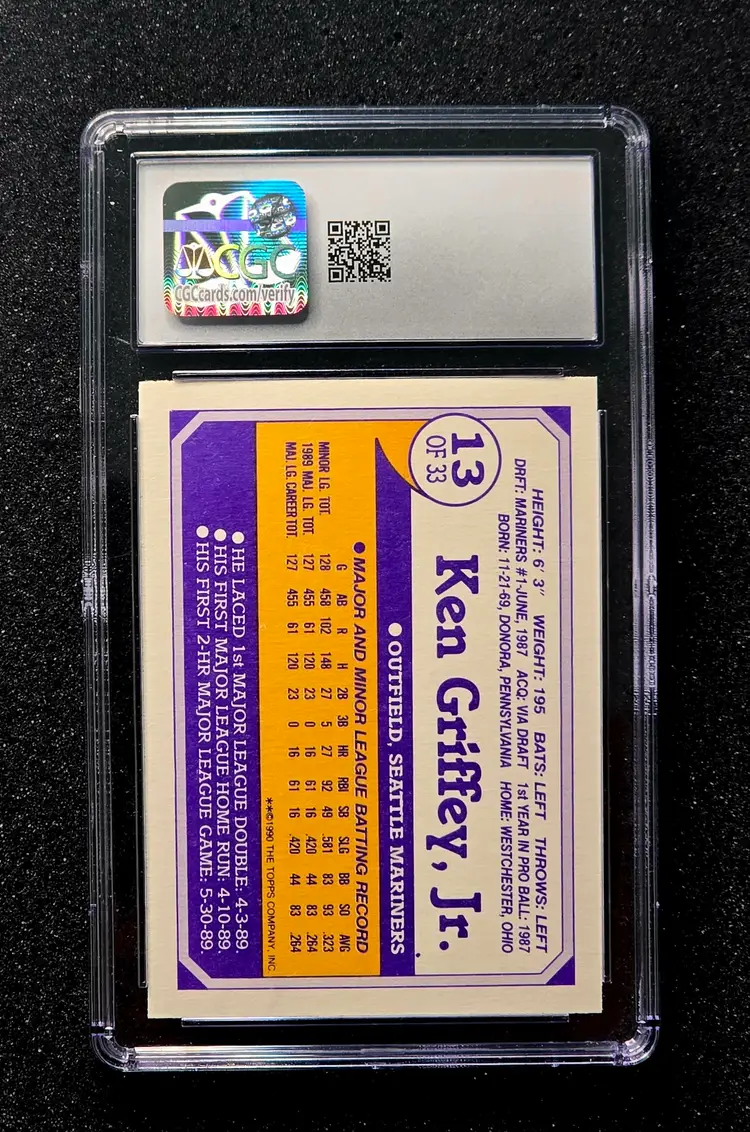 CGC
CGCcards.com/verify
13
OF 33
HEIGHT: 6' 3" WEIGHT: 195 BATS: LEFT THROWS: LEFT
DRFT: MARINERS #1-JUNE, 1987 ACQ: VIA DRAFT 1st YEAR IN PRO BALL: 1987
BORN: 11-21-69, DONORA, PENNSYLVANIA HOME: WESTCHESTER, OHIO
Ken Griffey, Jr.
●OUTFIELD, SEATTLE MARINERS
●MAJOR AND MINOR LEAGUE BATTING RECORD
G AB R H 2B 3B HR RBI SB SLG BB SO AVG
MINOR LG. TOT. 128 458 102 148 27 5 27 92 49 .581 83 93 .323
1989 MAJ. LG. TOT. 127 455 61 120 23 0 16 61 16 .420 44 83 .264
MAJ. LG. CAREER TOT. 127 455 61 120 23 0 16 61 16 .420 44 83 .264
**©1990 THE TOPPS COMPANY, INC.
●HE LACED 1st MAJOR LEAGUE DOUBLE: 4-3-89
●HIS FIRST MAJOR LEAGUE HOME RUN: 4-10-89.
●HIS FIRST 2-HR MAJOR LEAGUE GAME: 5-30-89.